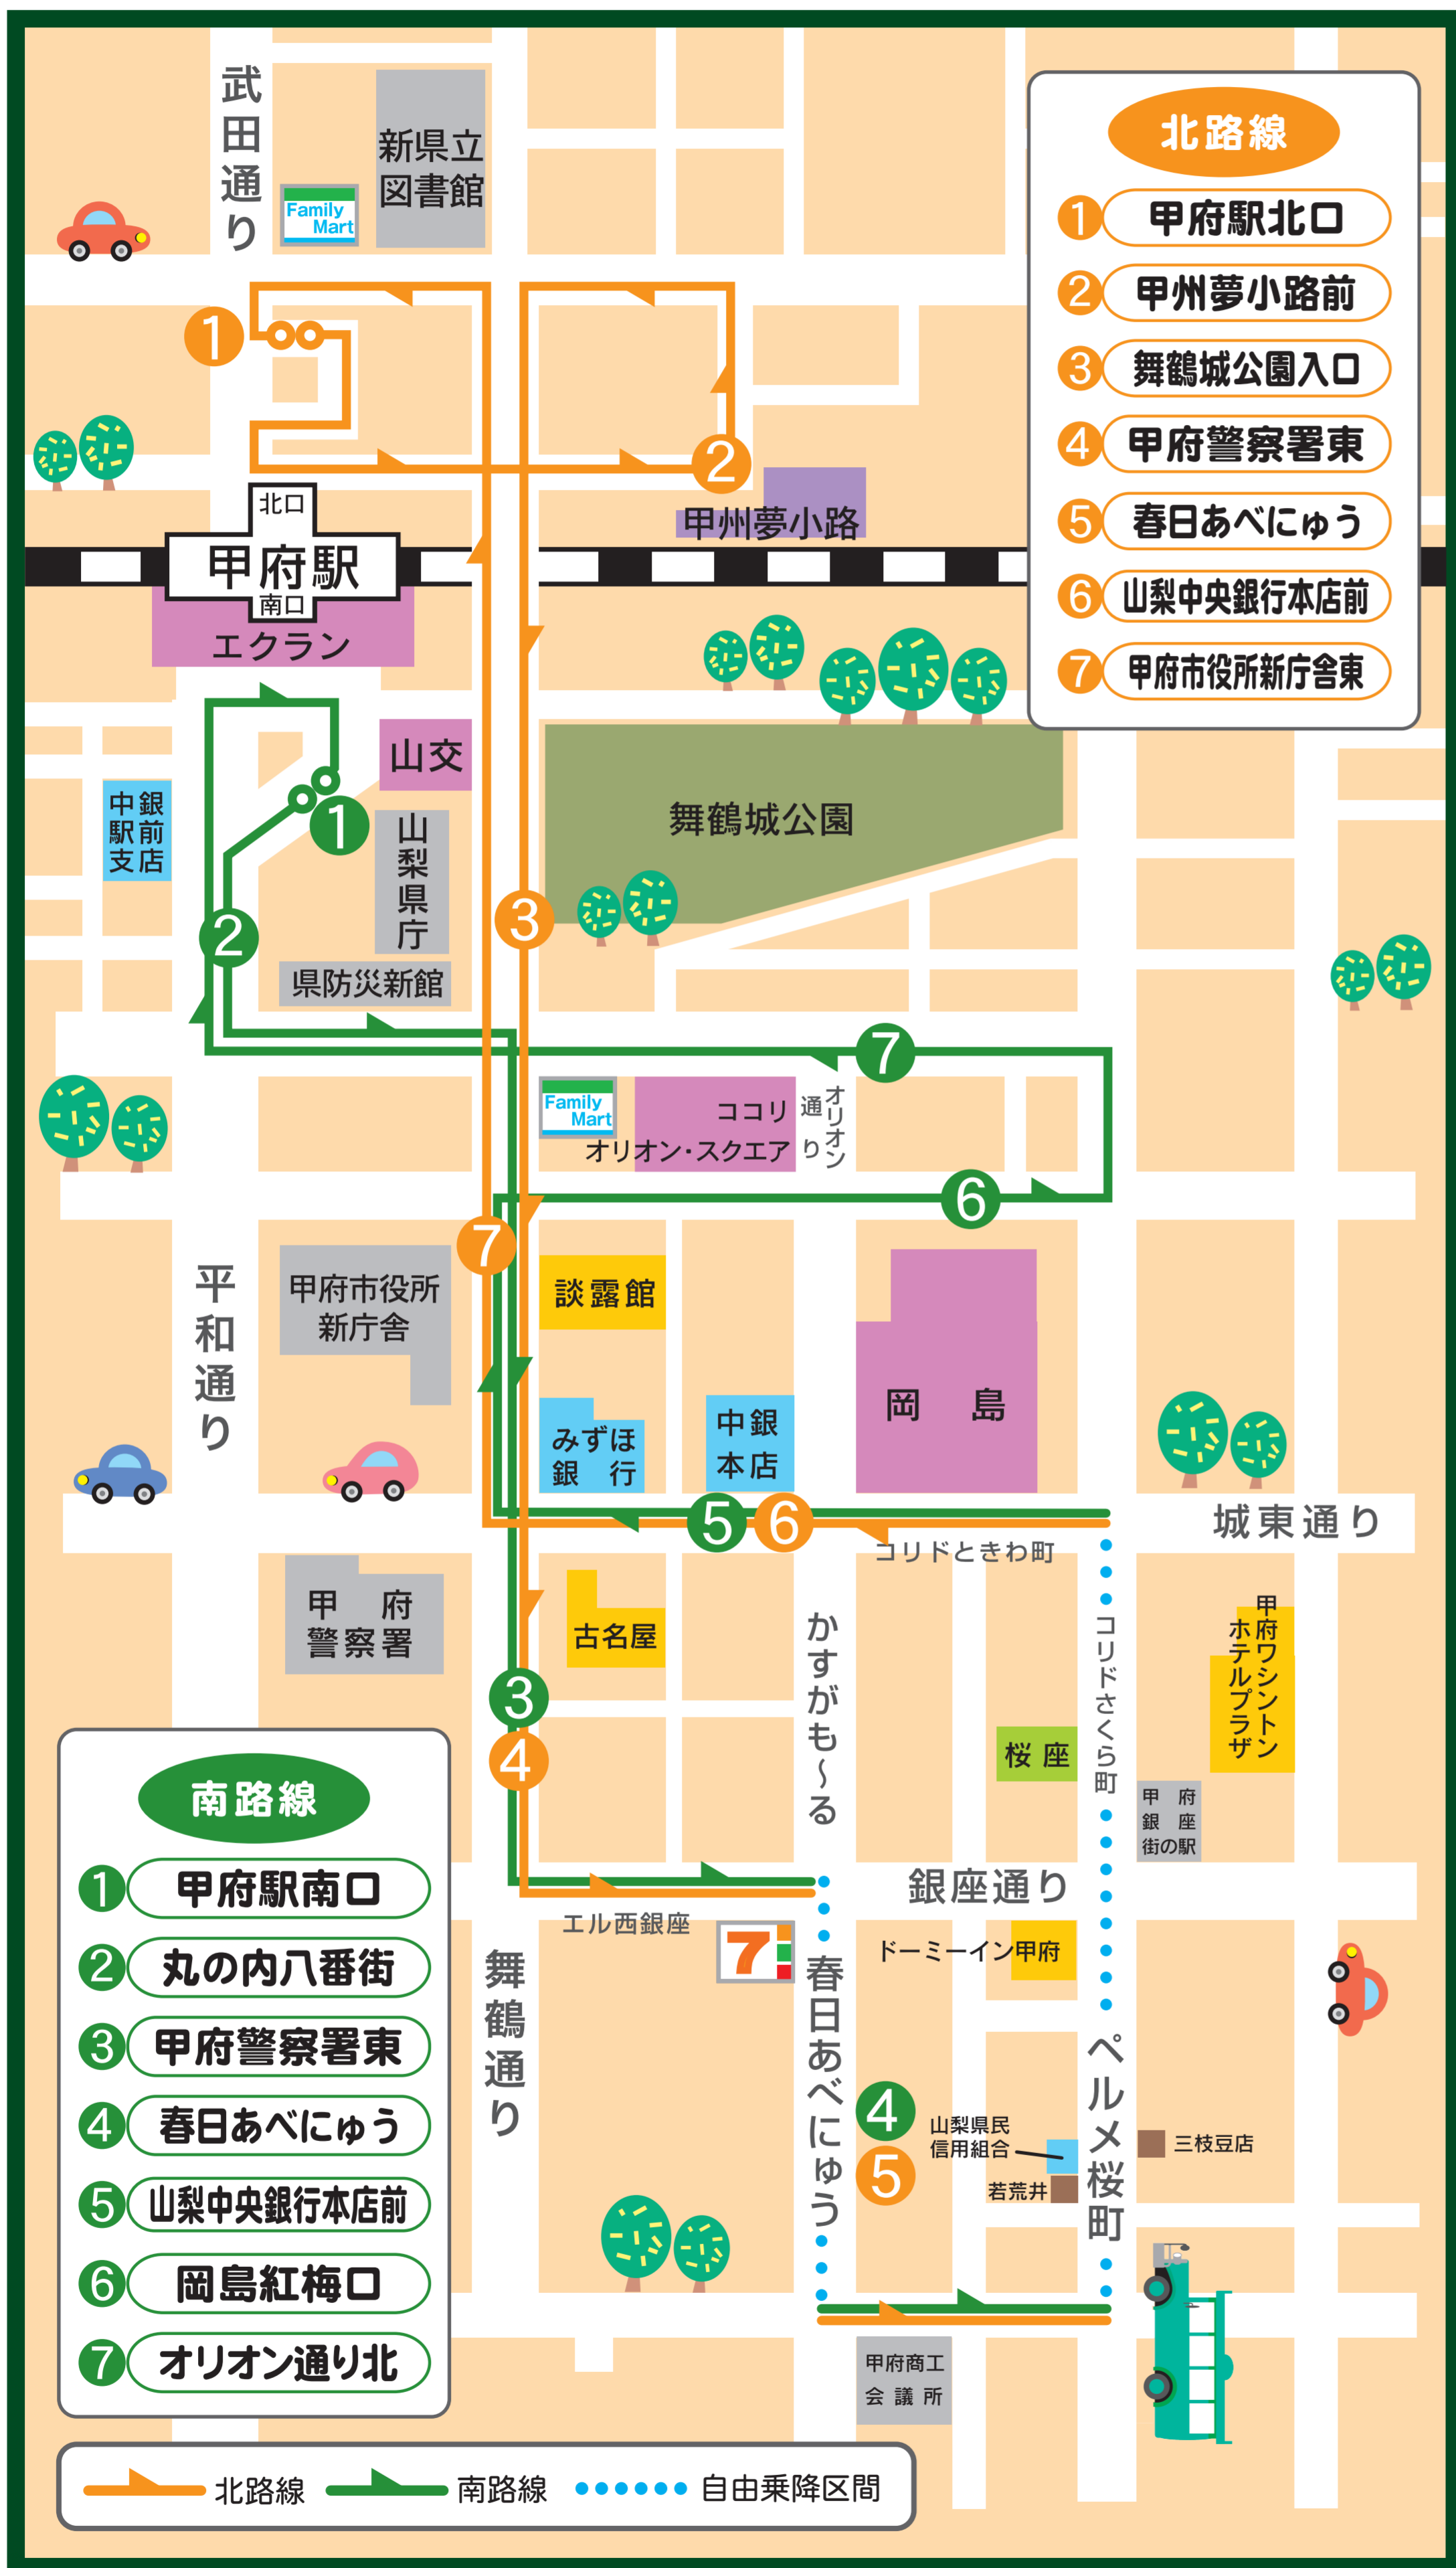 武田通り
新県立
図書館
Family
Mart
北路線
1 甲府駅北口
2 甲州夢小路前
3 舞鶴城公園入口
4 甲府警察署東
5 春日あべにゅう
6 山梨中央銀行本店前
7 甲府市役所新庁舎東
1
2
甲州夢小路
北口
甲府駅
南口
エクラン
山交
中銀
駅前
支店
1
山梨県庁
舞鶴城公園
2
3
県防災新館
7
Family
Mart
ココリ
オリオン・スクエア
オリオン
通り
6
7
平和通り
甲府市役所
新庁舎
談露館
岡島
みずほ
銀行
中銀
本店
5
6
城東通り
コリドときわ町
甲府
警察署
古名屋
かすがも〜る
コリドさくら町
甲府ワシントン
ホテルプラザ
3
4
桜座
甲府
銀座
街の駅
銀座通り
エル西銀座
7
ドーミーイン甲府
舞鶴通り
春日あべにゅう
ペルメ桜町
4
5
山梨県民
信用組合
三枝豆店
若荒井
甲府商工
会議所
南路線
1 甲府駅南口
2 丸の内八番街
3 甲府警察署東
4 春日あべにゅう
5 山梨中央銀行本店前
6 岡島紅梅口
7 オリオン通り北
北路線
南路線
自由乗降区間